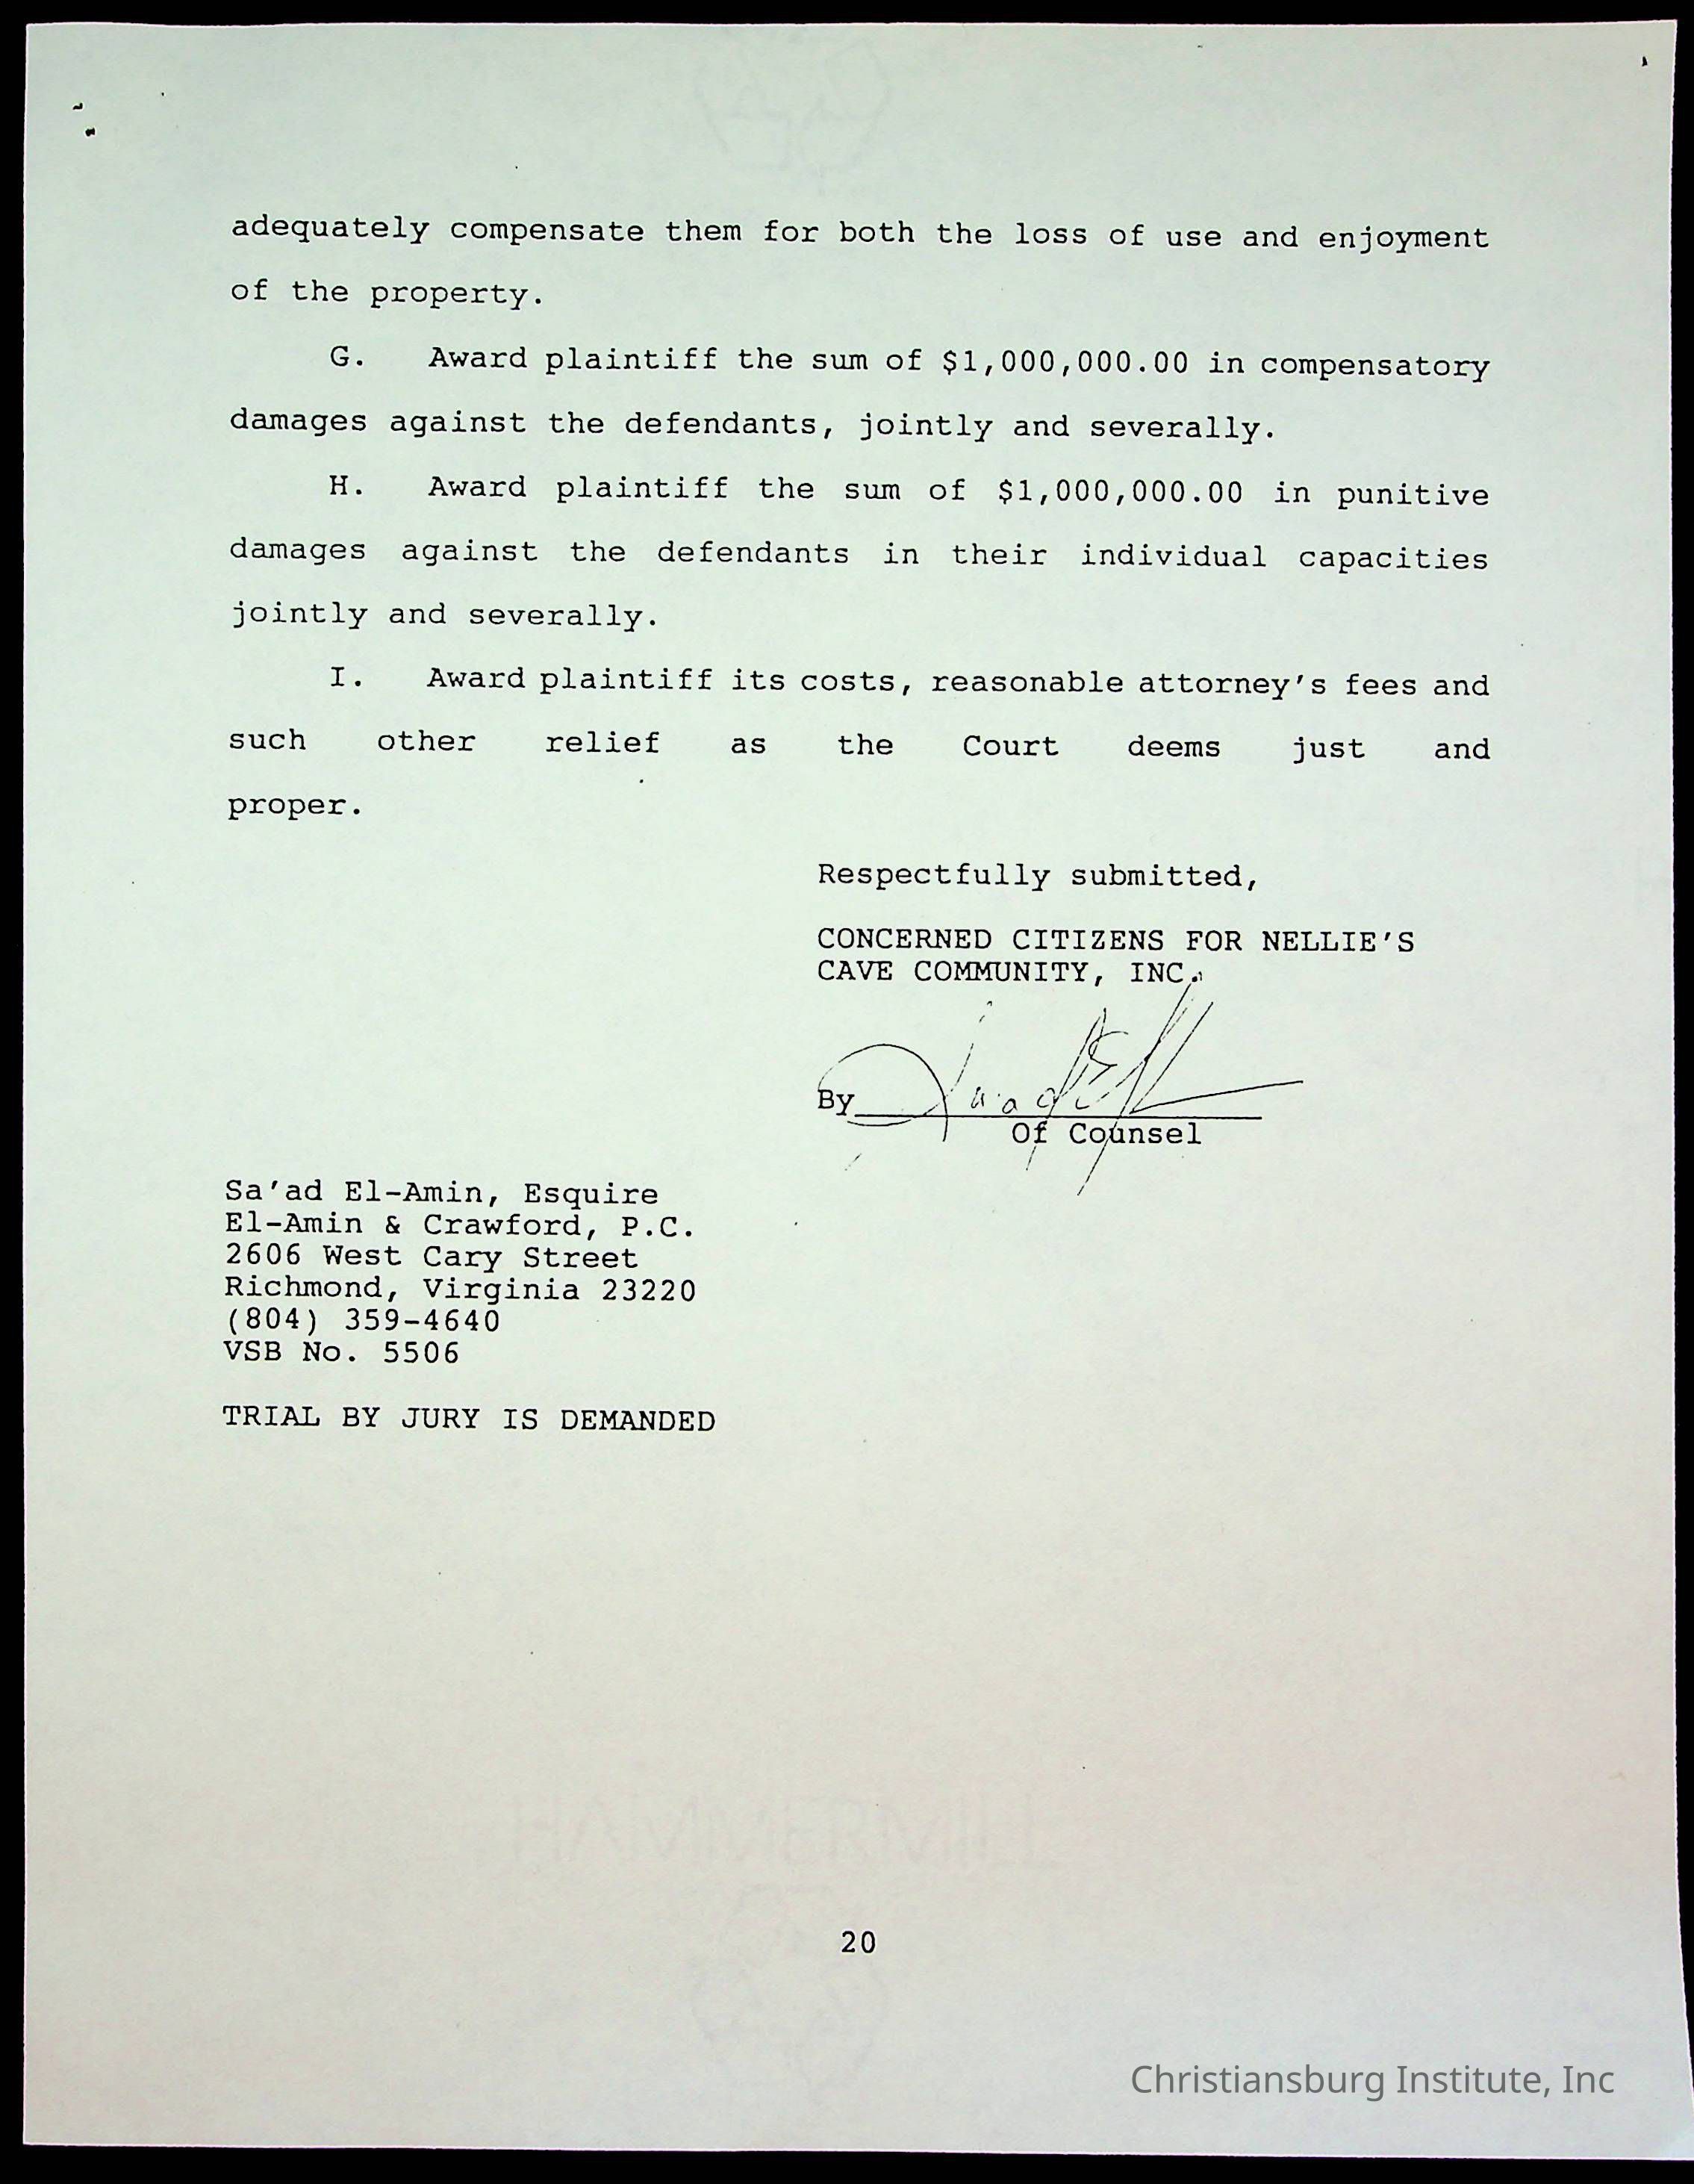 adequately compensate them for both the loss of use and enjoyment
of the property.
G. Award plaintiff the sum of $1,000,000.00 in compensatory
damages against the defendants, jointly and severally.
H. Award plaintiff the sum of $1,000,000.00 in punitive
damages against the defendants in their individual capacities
jointly and severally.
I. Award plaintiff its costs, reasonable attorney's fees and
such other relief as the Court deems just and
proper.
Respectfully submitted,
CONCERNED CITIZENS FOR NELLIE'S
CAVE COMMUNITY, INC.
By
Of Counsel
Sa'ad El-Amin, Esquire
El-Amin & Crawford, P.C.
2606 West Cary Street
Richmond, Virginia 23220
(804) 359-4640
VSB No. 5506
TRIAL BY JURY IS DEMANDED
HAMMERMILL
20
Christiansburg Institute, Inc